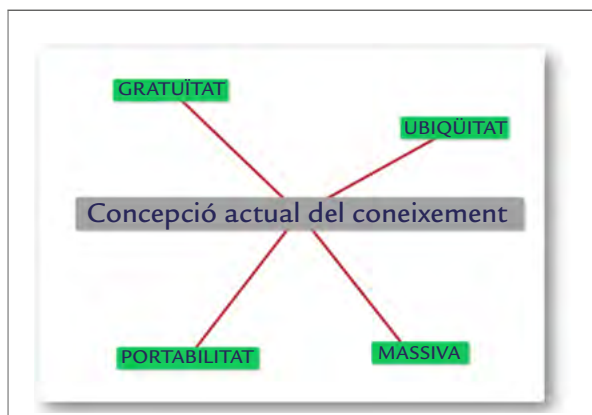 GRATUÏTAT
UBIQÜITAT
Concepció actual del coneixement
PORTABILITAT
MASSIVA